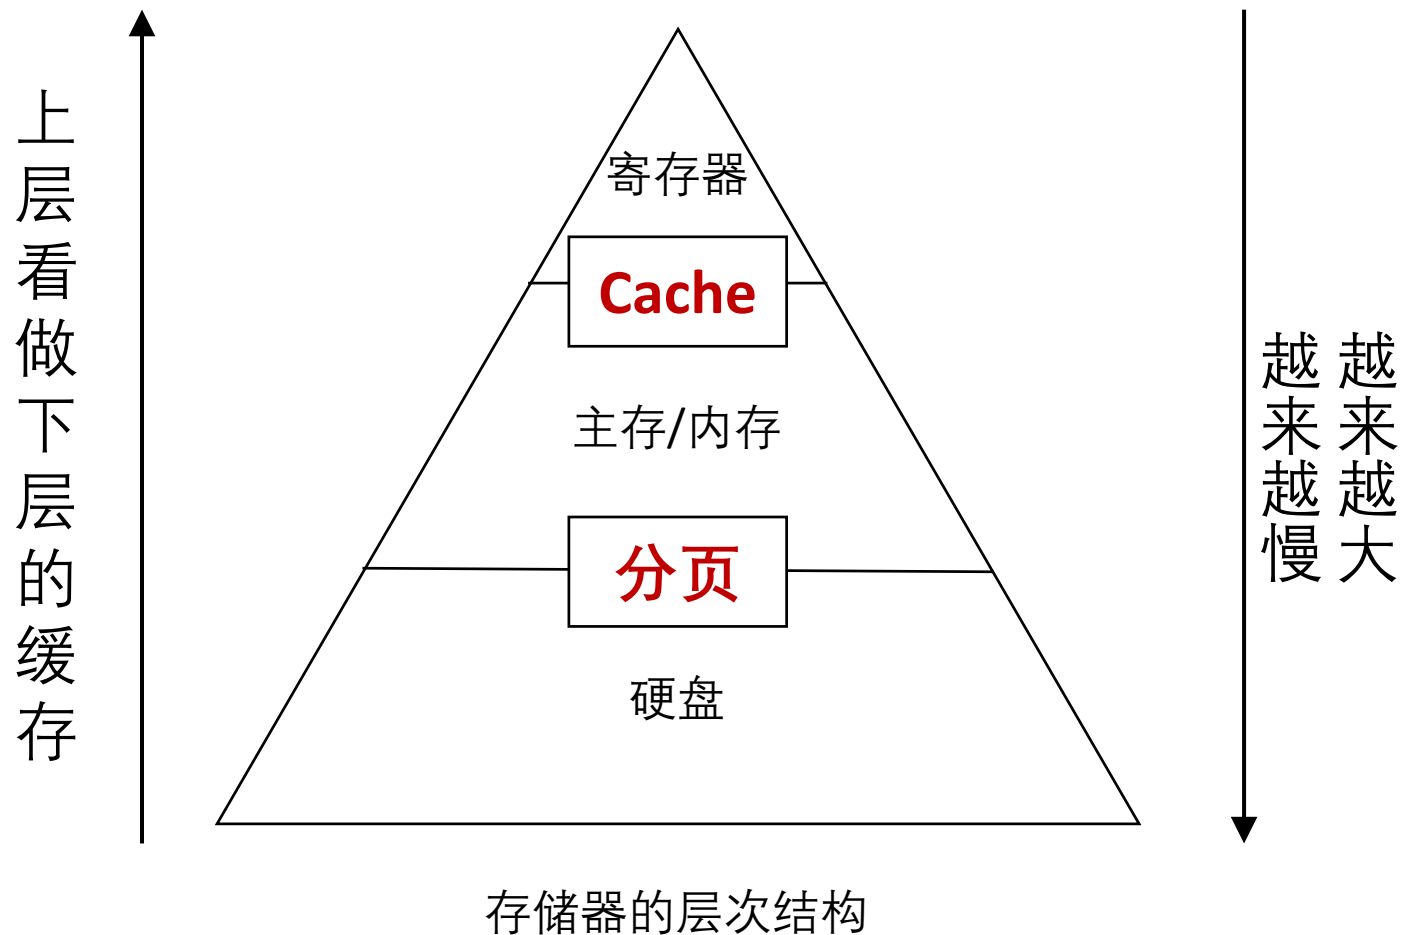 上层看做下层的缓存
寄存器
Cache
主存/内存
分页
硬盘
越来越慢
越来越大
存储器的层次结构